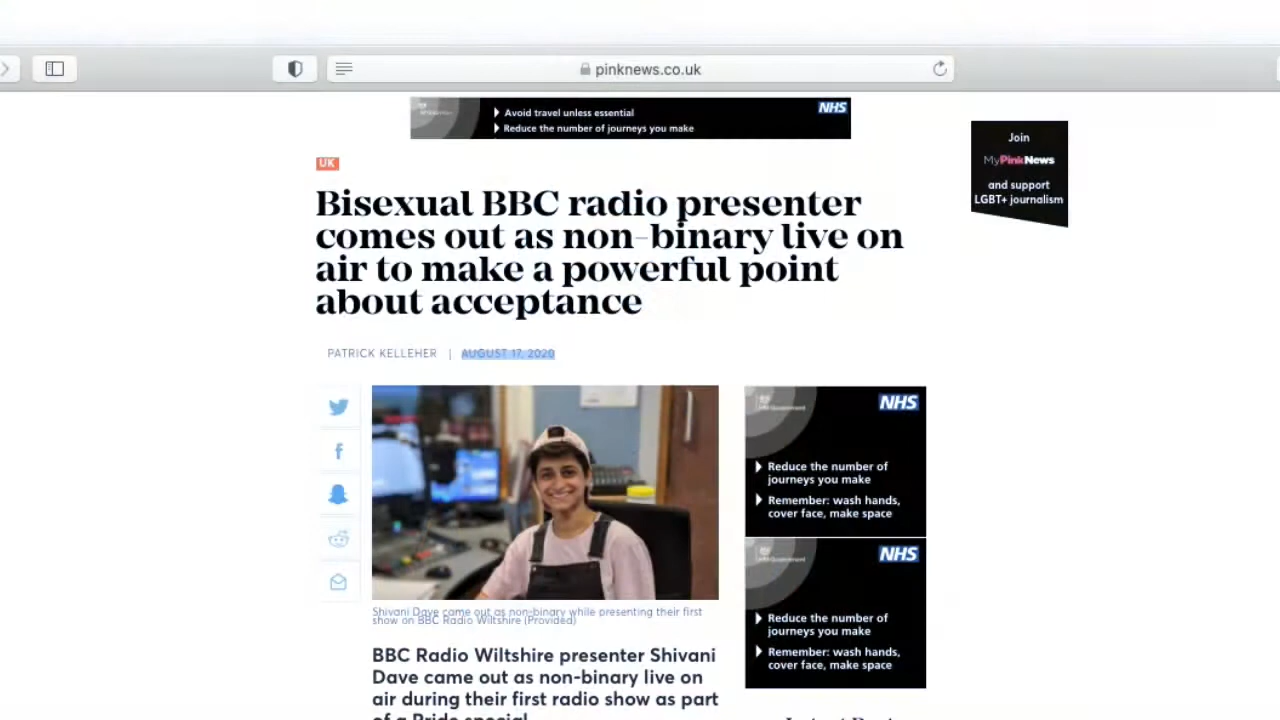 pinknews.co.uk
Avoid travel unless essential
Reduce the number of journeys you make
NHS
Join
MyPinkNews
and support
LGBT+ journalism
UK
Bisexual BBC radio presenter
comes out as non-binary live on
air to make a powerful point
about acceptance
PATRICK KELLEHER | AUGUST 17, 2020
NHS
Reduce the number of
journeys you make
Remember: wash hands,
cover face, make space
NHS
Reduce the number of
journeys you make
Remember: wash hands,
cover face, make space
Shivani Dave came out as non-binary while presenting their first
show on BBC Radio Wiltshire (Provided)
BBC Radio Wiltshire presenter Shivani
Dave came out as non-binary live on
air during their first radio show as part
of a Pride special